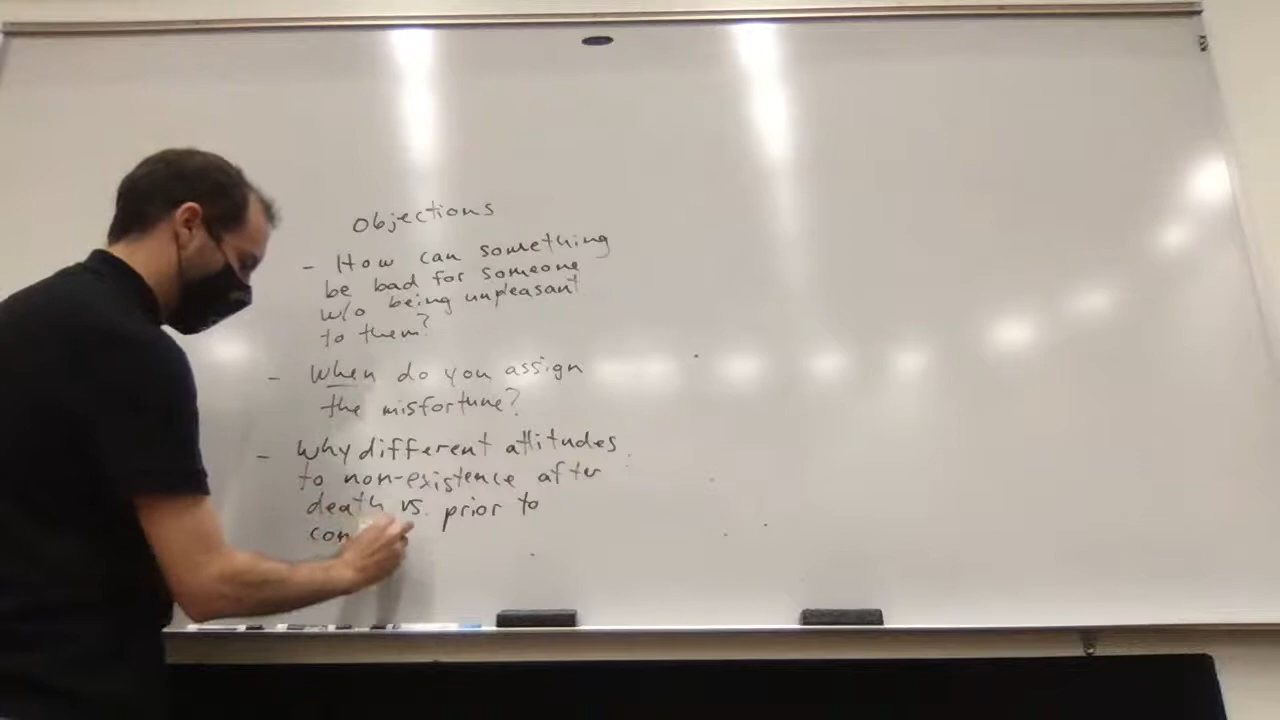 Objections
- How can something
be bad for someone
w/o being unpleasant
to them?
- When do you assign
the misfortune?
- Why different attitudes
to non-existence after
death vs. prior to
con